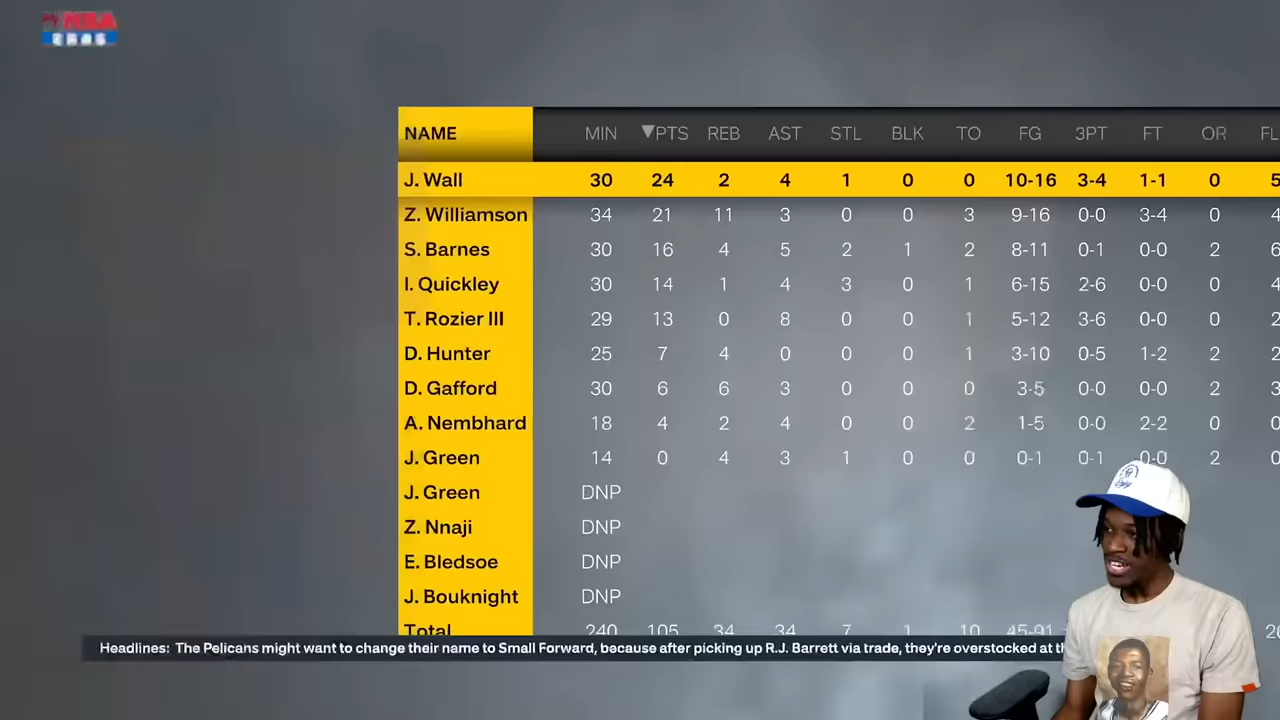 NBA
ERAS
NAME MIN ▼PTS REB AST STL BLK TO FG 3PT FT OR FL
J. Wall 30 24 2 4 1 0 0 10-16 3-4 1-1 0 5
Z. Williamson 34 21 11 3 0 0 3 9-16 0-0 3-4 0 4
S. Barnes 30 16 4 5 2 1 2 8-11 0-1 0-0 2 6
I. Quickley 30 14 1 4 3 0 1 6-15 2-6 0-0 0 4
T. Rozier III 29 13 0 8 0 0 1 5-12 3-6 0-0 0 2
D. Hunter 25 7 4 0 0 0 1 3-10 0-5 1-2 2 2
D. Gafford 30 6 6 3 0 0 0 3-5 0-0 0-0 2 3
A. Nembhard 18 4 2 4 0 0 2 1-5 0-0 2-2 0 0
J. Green 14 0 4 3 1 0 0 0-1 0-1 0-0 2 0
J. Green DNP
Z. Nnaji DNP
E. Bledsoe DNP
J. Bouknight DNP
Total 240 105 34 34 7 1 10 45-91 20
Headlines: The Pelicans might want to change their name to Small Forward, because after picking up R.J. Barrett via trade, they're overstocked at th